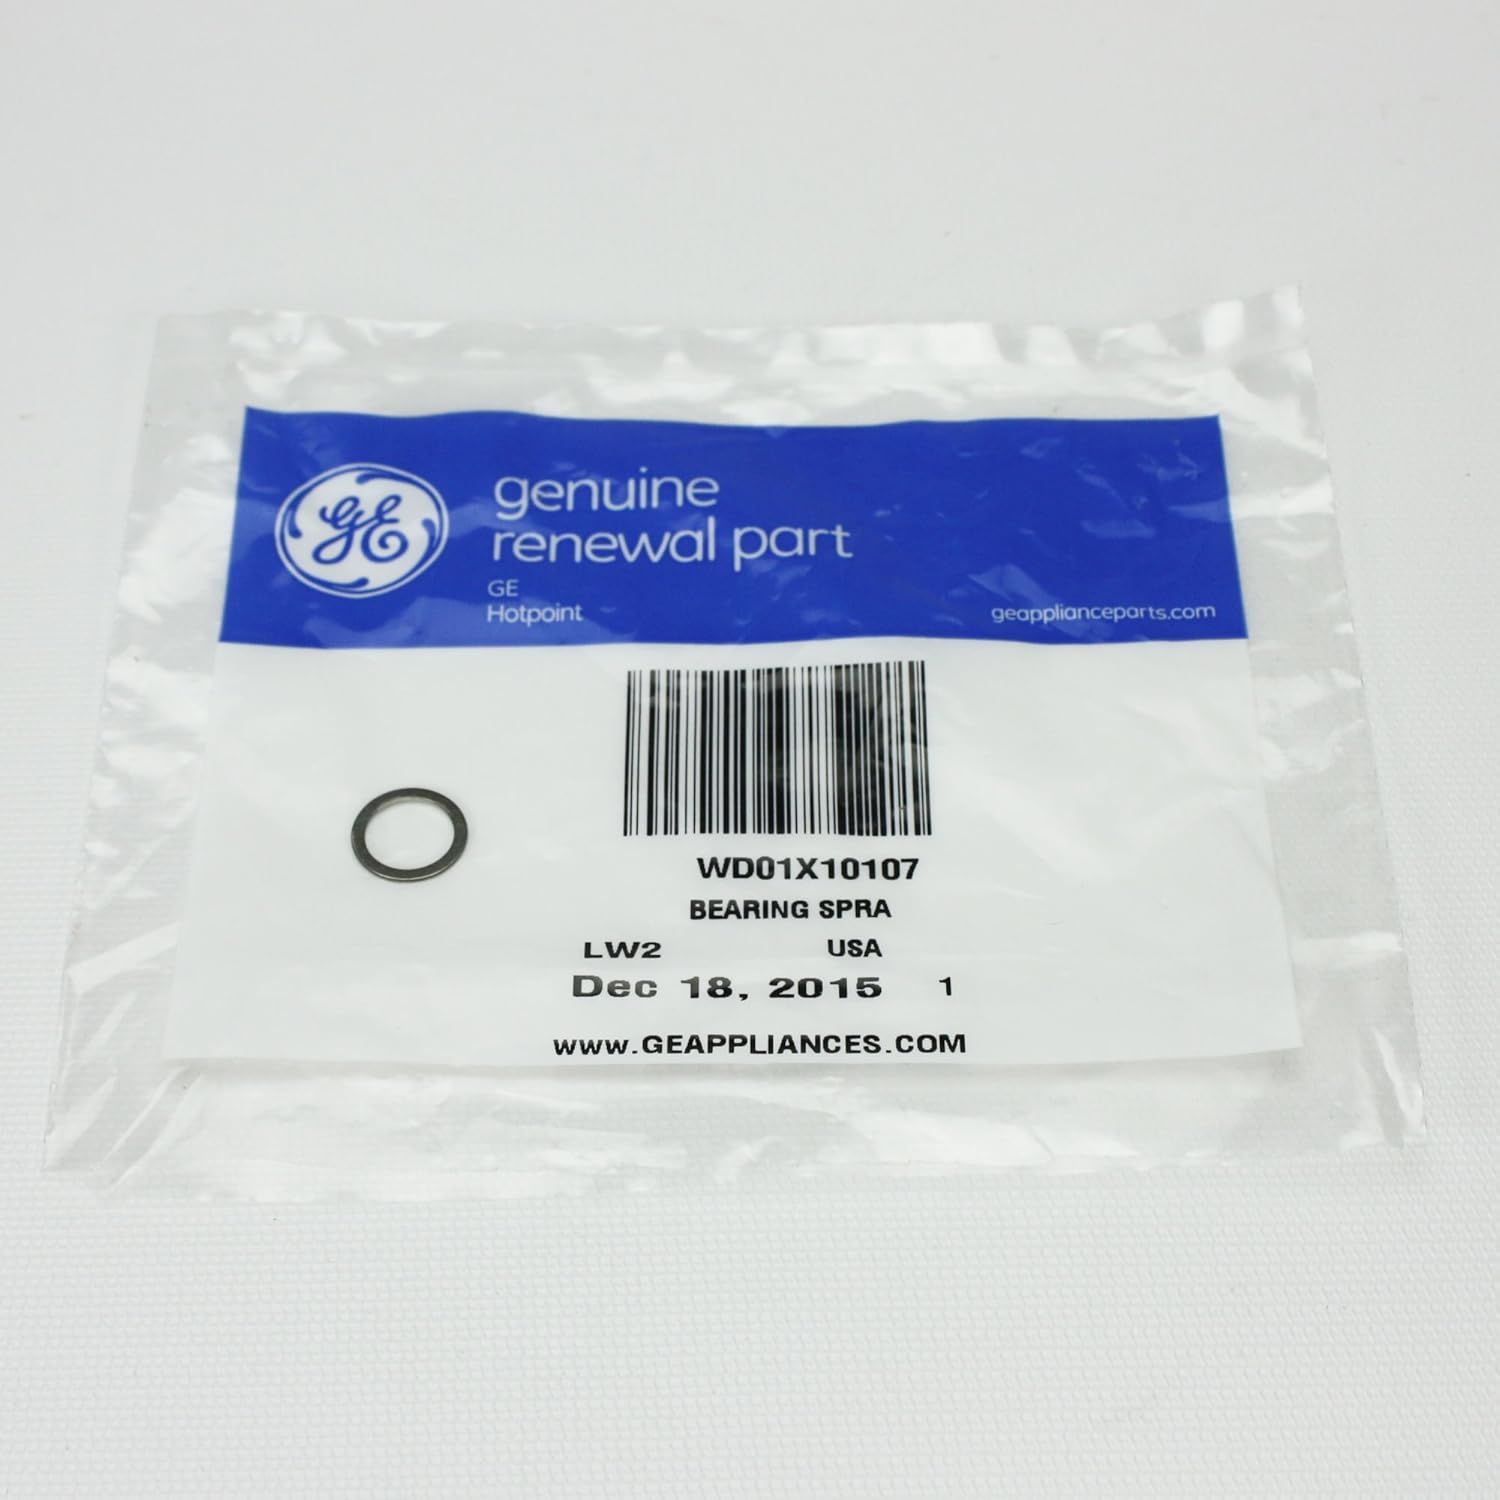 GE
genuine
renewal part
GE
Hotpoint
geapplianceparts.com
WD01X10107
BEARING SPRA
LW2 USA
Dec 18, 2015 1
www.GEAPPLIANCES.COM